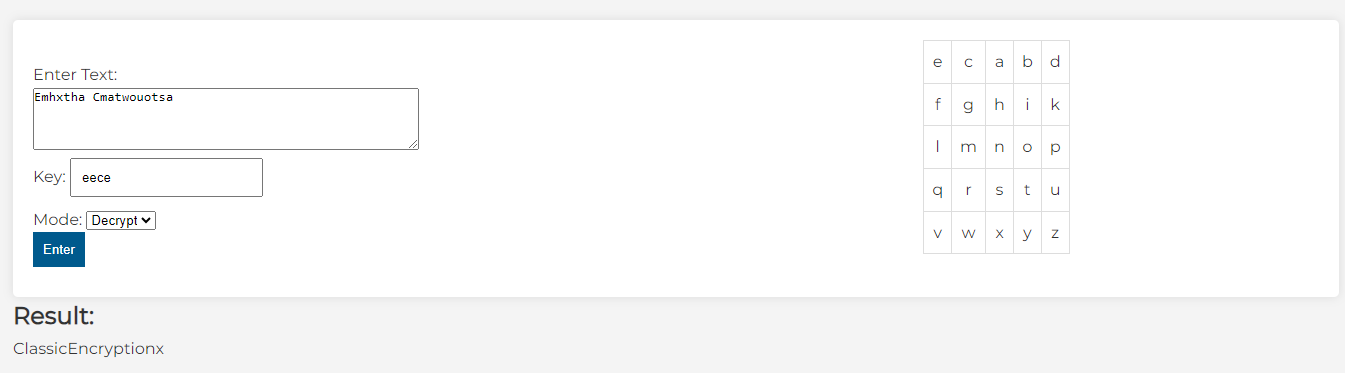 Enter Text:
Emhxtha Cmatwouotsa
Key: eece
Mode: Decrypt
Enter
e c a b d
f g h i k
l m n o p
q r s t u
v w x y z
Result:
ClassicEncryptionx